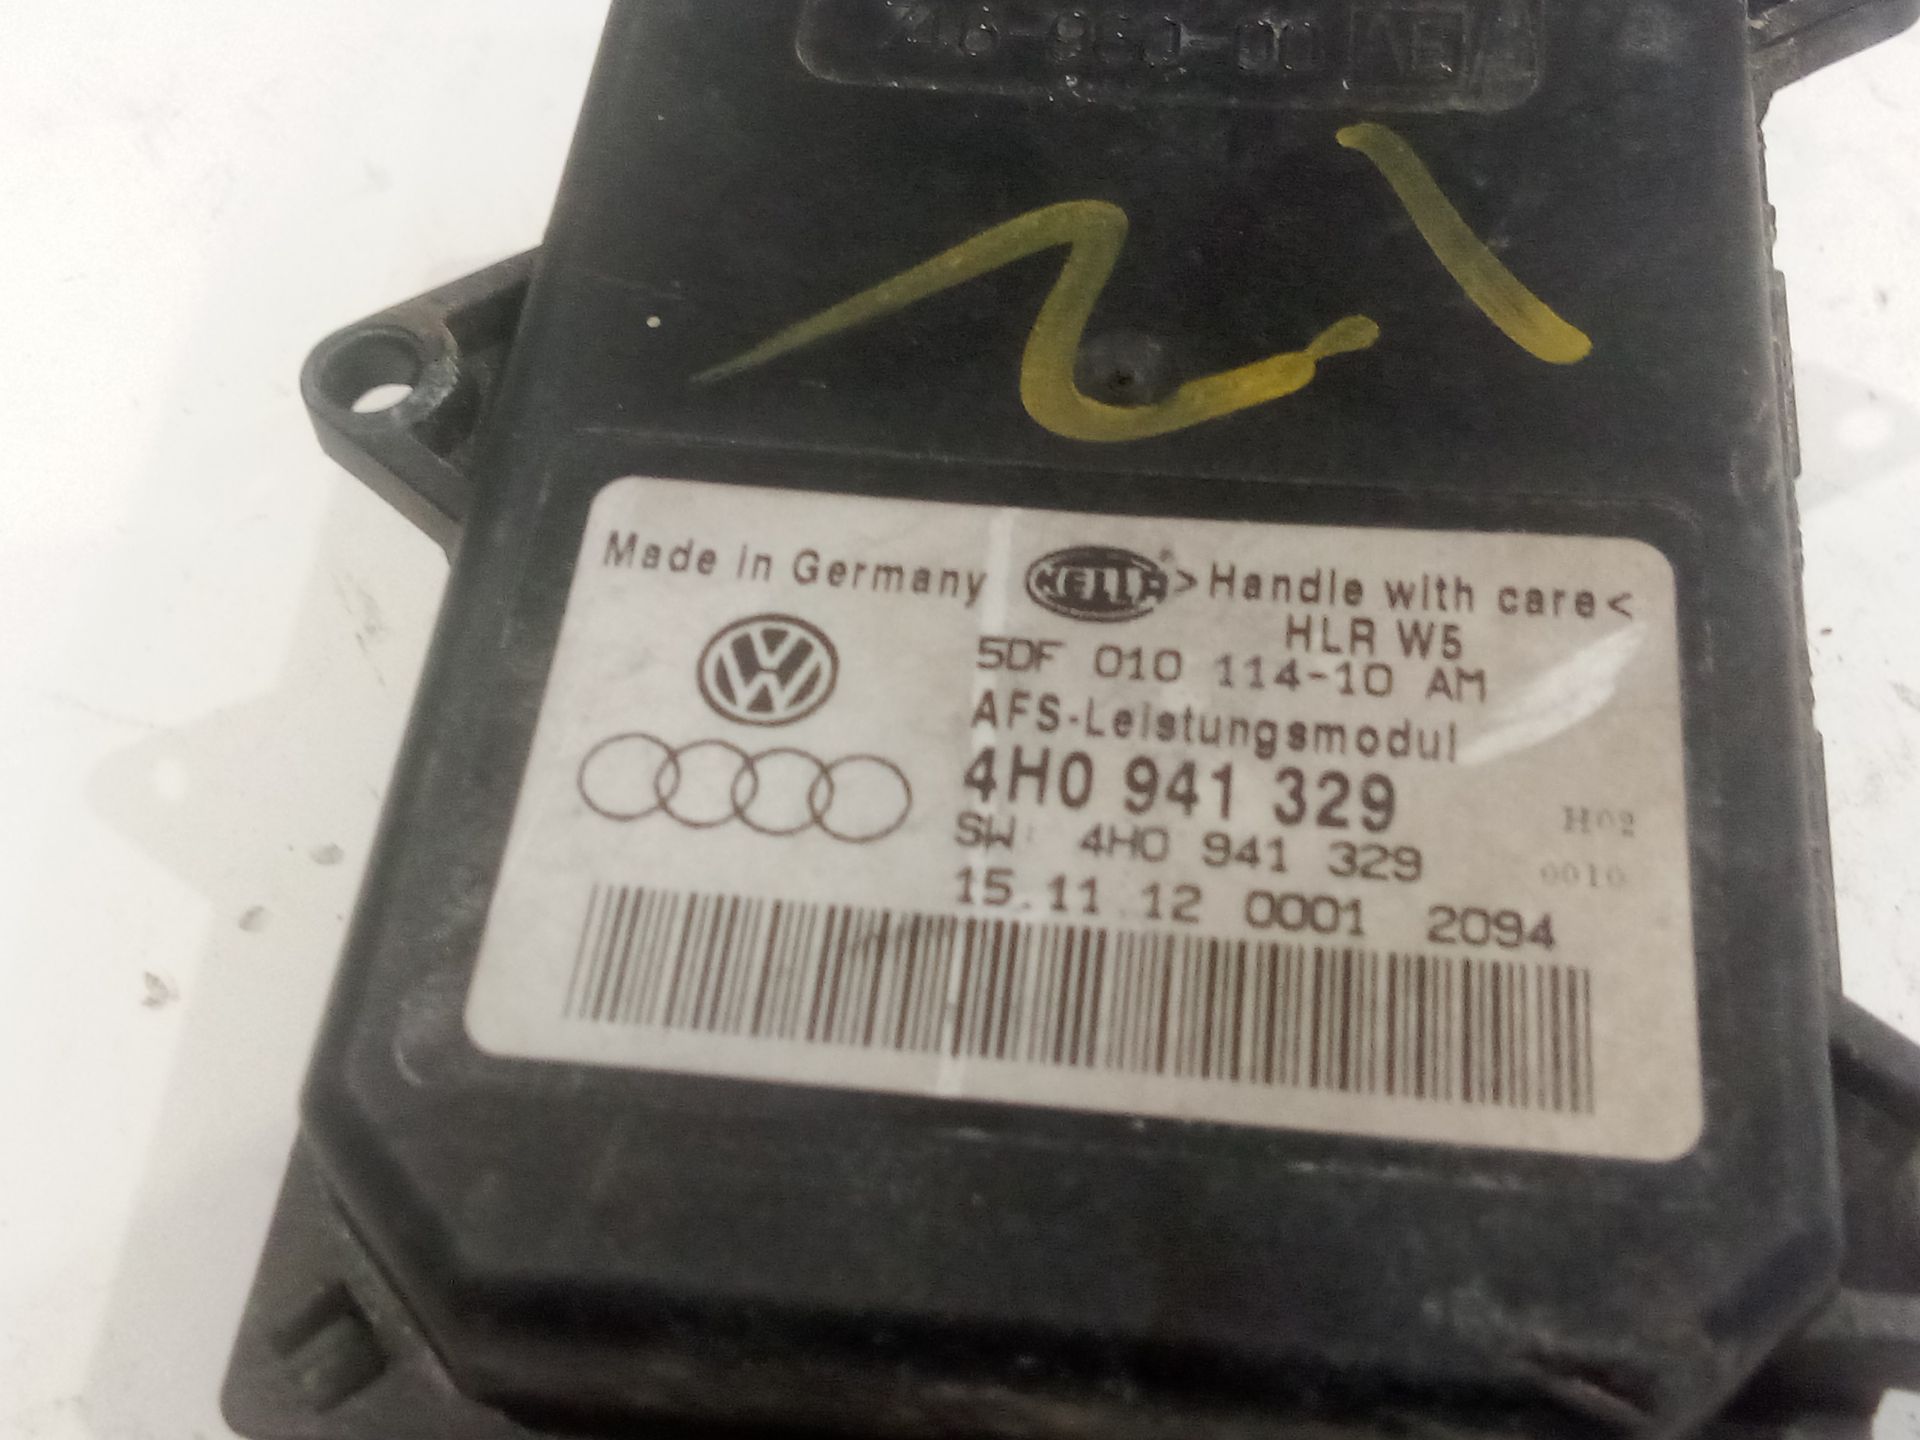 Made in Germany HELLA ® >Handle with care<
HLR W5
5DF 010 114-10 AM
AFS-Leistungsmodul
4H0 941 329
SW: 4H0 941 329
H02
0010
15.11.12 0001 2094